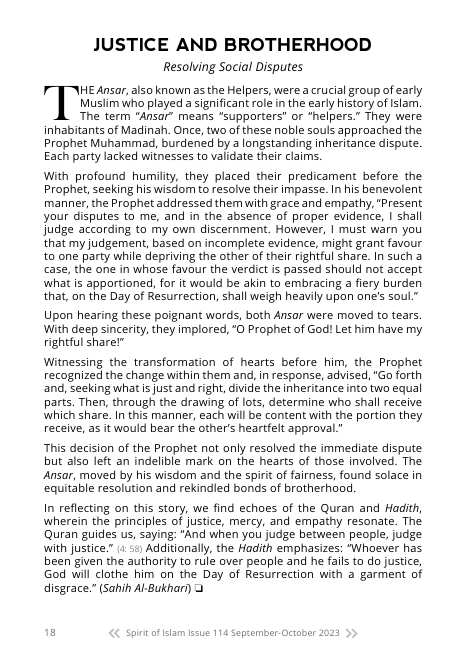 JUSTICE AND BROTHERHOOD
Resolving Social Disputes
THE Ansar, also known as the Helpers, were a crucial group of early
Muslim who played a significant role in the early history of Islam.
The term “Ansar” means “supporters” or “helpers.” They were
inhabitants of Madinah. Once, two of these noble souls approached the
Prophet Muhammad, burdened by a longstanding inheritance dispute.
Each party lacked witnesses to validate their claims.
With profound humility, they placed their predicament before the
Prophet, seeking his wisdom to resolve their impasse. In his benevolent
manner, the Prophet addressed them with grace and empathy, “Present
your disputes to me, and in the absence of proper evidence, I shall
judge according to my own discernment. However, I must warn you
that my judgement, based on incomplete evidence, might grant favour
to one party while depriving the other of their rightful share. In such a
case, the one in whose favour the verdict is passed should not accept
what is apportioned, for it would be akin to embracing a fiery burden
that, on the Day of Resurrection, shall weigh heavily upon one’s soul.”
Upon hearing these poignant words, both Ansar were moved to tears.
With deep sincerity, they implored, “O Prophet of God! Let him have my
rightful share!”
Witnessing the transformation of hearts before him, the Prophet
recognized the change within them and, in response, advised, “Go forth
and, seeking what is just and right, divide the inheritance into two equal
parts. Then, through the drawing of lots, determine who shall receive
which share. In this manner, each will be content with the portion they
receive, as it would bear the other’s heartfelt approval.”
This decision of the Prophet not only resolved the immediate dispute
but also left an indelible mark on the hearts of those involved. The
Ansar, moved by his wisdom and the spirit of fairness, found solace in
equitable resolution and rekindled bonds of brotherhood.
In reflecting on this story, we find echoes of the Quran and Hadith,
wherein the principles of justice, mercy, and empathy resonate. The
Quran guides us, saying: “And when you judge between people, judge
with justice.” (4: 58) Additionally, the Hadith emphasizes: “Whoever has
been given the authority to rule over people and he fails to do justice,
God will clothe him on the Day of Resurrection with a garment of
disgrace.” (Sahih Al-Bukhari) ❏
18 Spirit of Islam Issue 114 September-October 2023